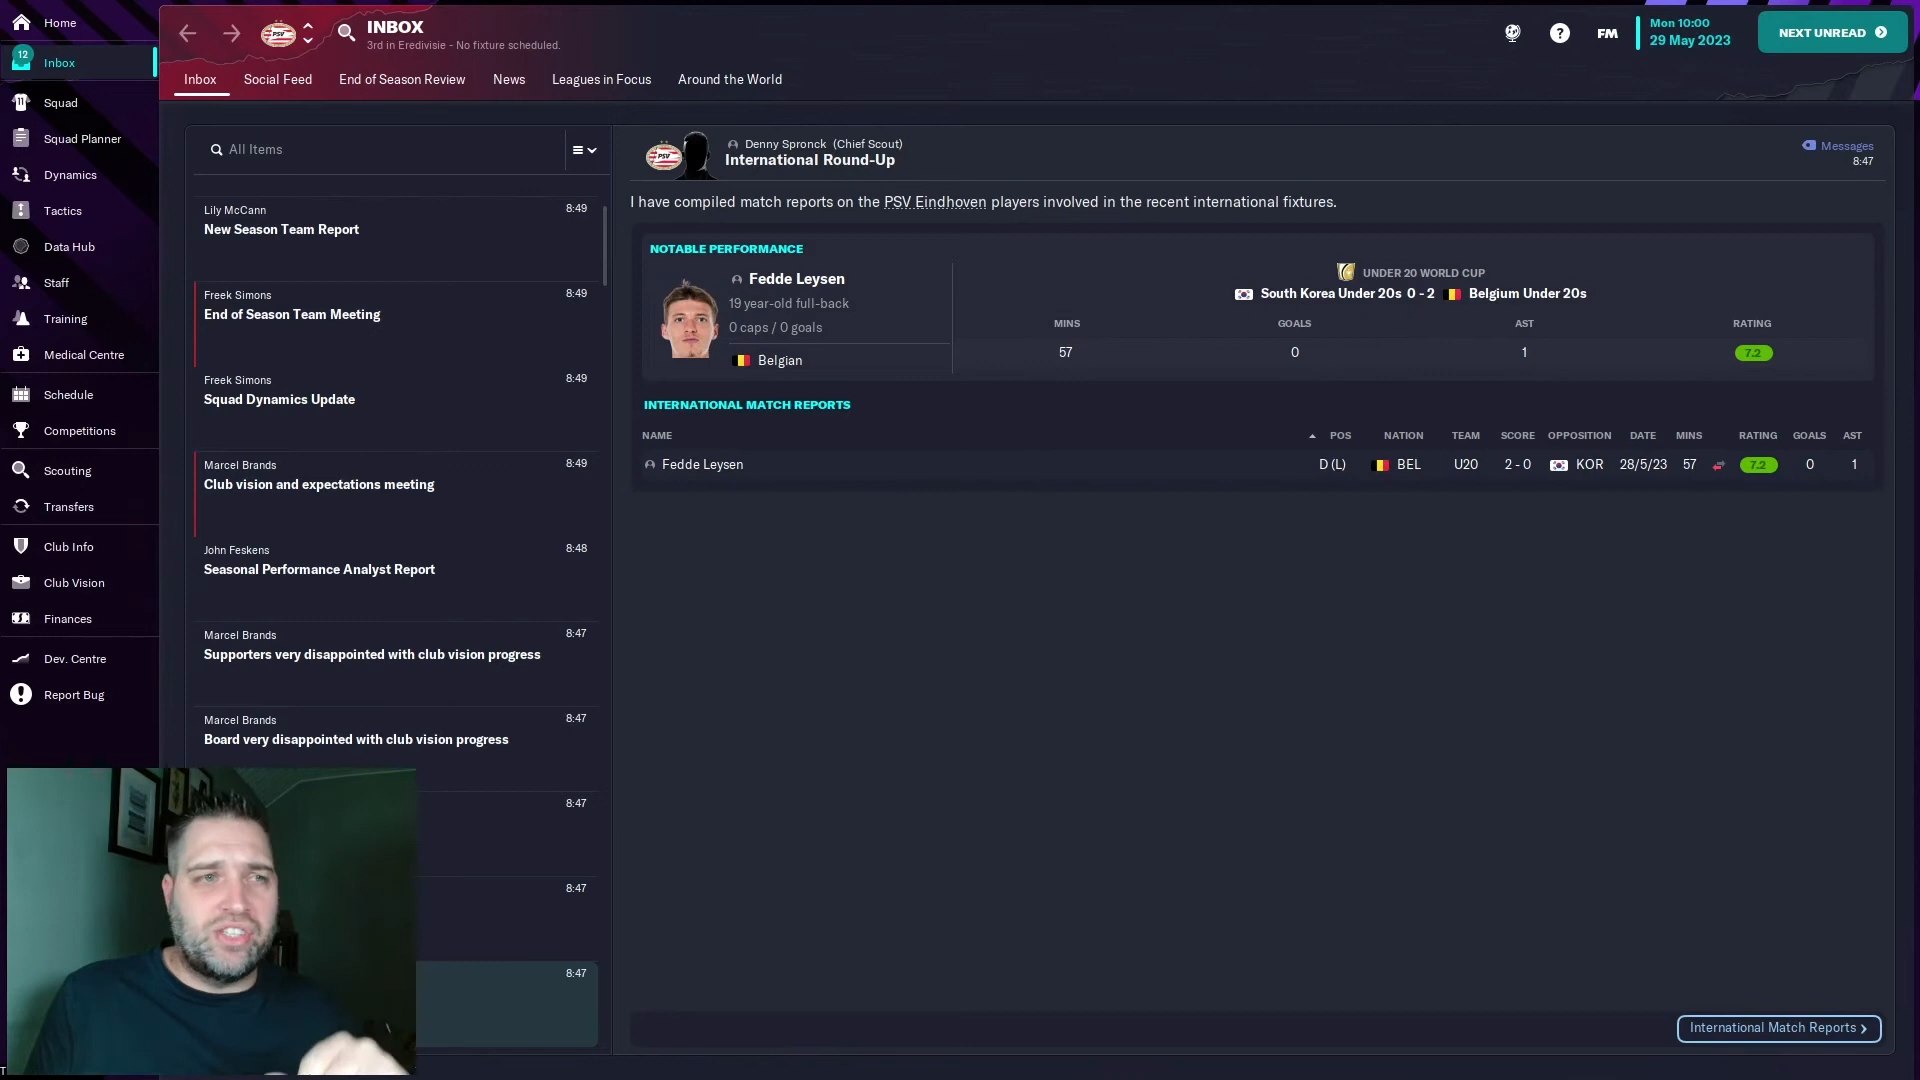 Home
12
Inbox
Squad
Squad Planner
Dynamics
Tactics
Data Hub
Staff
Training
Medical Centre
Schedule
Competitions
Scouting
Transfers
Club Info
Club Vision
Finances
Dev. Centre
Report Bug
PSV
INBOX
3rd in Eredivisie - No fixture scheduled.
FM
Mon 10:00
29 May 2023
NEXT UNREAD
Inbox Social Feed End of Season Review News Leagues in Focus Around the World
All Items
Lily McCann 8:49
New Season Team Report
Freek Simons 8:49
End of Season Team Meeting
Freek Simons 8:49
Squad Dynamics Update
Marcel Brands 8:49
Club vision and expectations meeting
John Feskens 8:48
Seasonal Performance Analyst Report
Marcel Brands 8:47
Supporters very disappointed with club vision progress
Marcel Brands 8:47
Board very disappointed with club vision progress
8:47
8:47
8:47
PSV
Denny Spronck (Chief Scout)
International Round-Up
Messages
8:47
I have compiled match reports on the PSV Eindhoven players involved in the recent international fixtures.
NOTABLE PERFORMANCE
Fedde Leysen
19 year-old full-back
0 caps / 0 goals
Belgian
UNDER 20 WORLD CUP
South Korea Under 20s 0 - 2 Belgium Under 20s
MINS GOALS AST RATING
57 0 1 7.2
INTERNATIONAL MATCH REPORTS
NAME POS NATION TEAM SCORE OPPOSITION DATE MINS RATING GOALS AST
Fedde Leysen D (L) BEL U20 2 - 0 KOR 28/5/23 57 7.2 0 1
International Match Reports